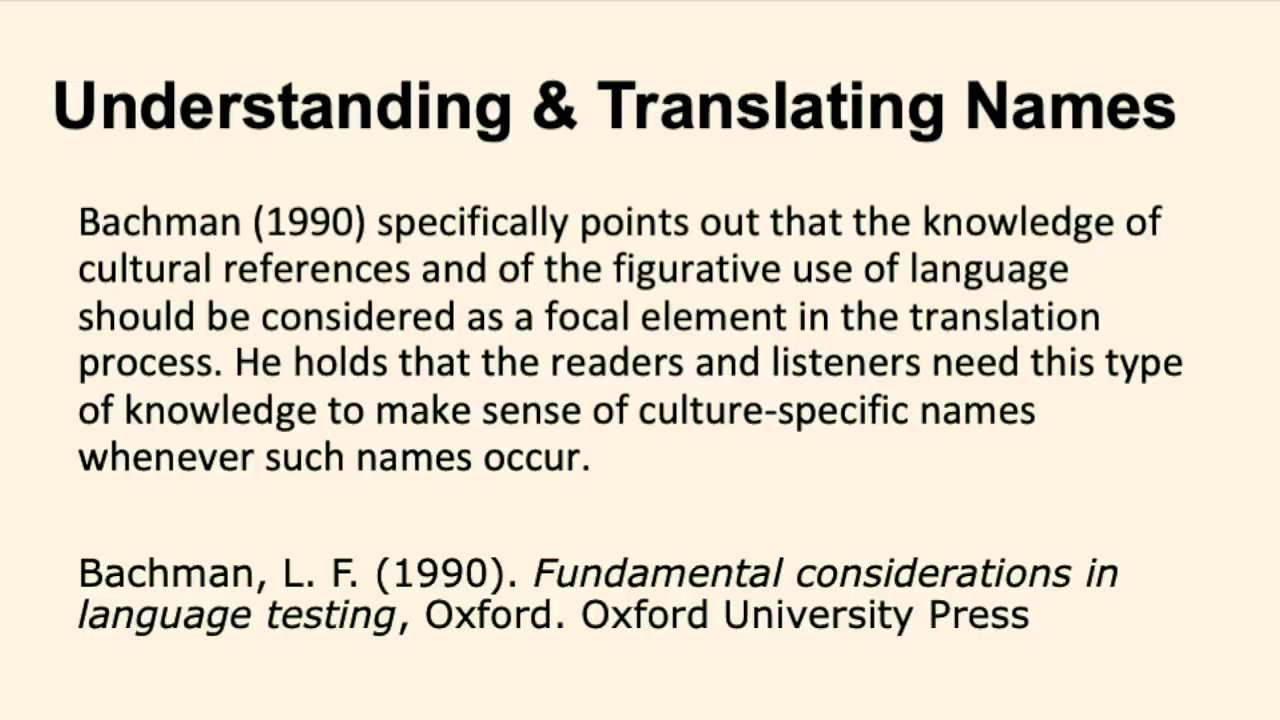 Understanding & Translating Names
Bachman (1990) specifically points out that the knowledge of
cultural references and of the figurative use of language
should be considered as a focal element in the translation
process. He holds that the readers and listeners need this type
of knowledge to make sense of culture-specific names
whenever such names occur.
Bachman, L. F. (1990). Fundamental considerations in
language testing, Oxford. Oxford University Press